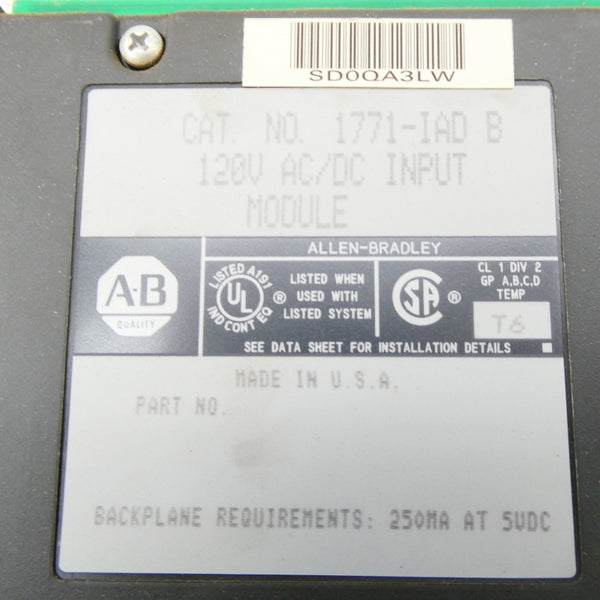 SD0QA3LW
CAT. NO. 1771-IAD B
120V AC/DC INPUT
MODULE
ALLEN-BRADLEY
A-B
QUALITY
LISTED A191
UL ®
IND CONT EQ
LISTED WHEN
USED WITH
LISTED SYSTEM
SA ®
CL 1 DIV 2
GP A,B,C,D
TEMP
T6
SEE DATA SHEET FOR INSTALLATION DETAILS
MADE IN U.S.A.
PART NO.
BACKPLANE REQUIREMENTS: 250MA AT 5VDC